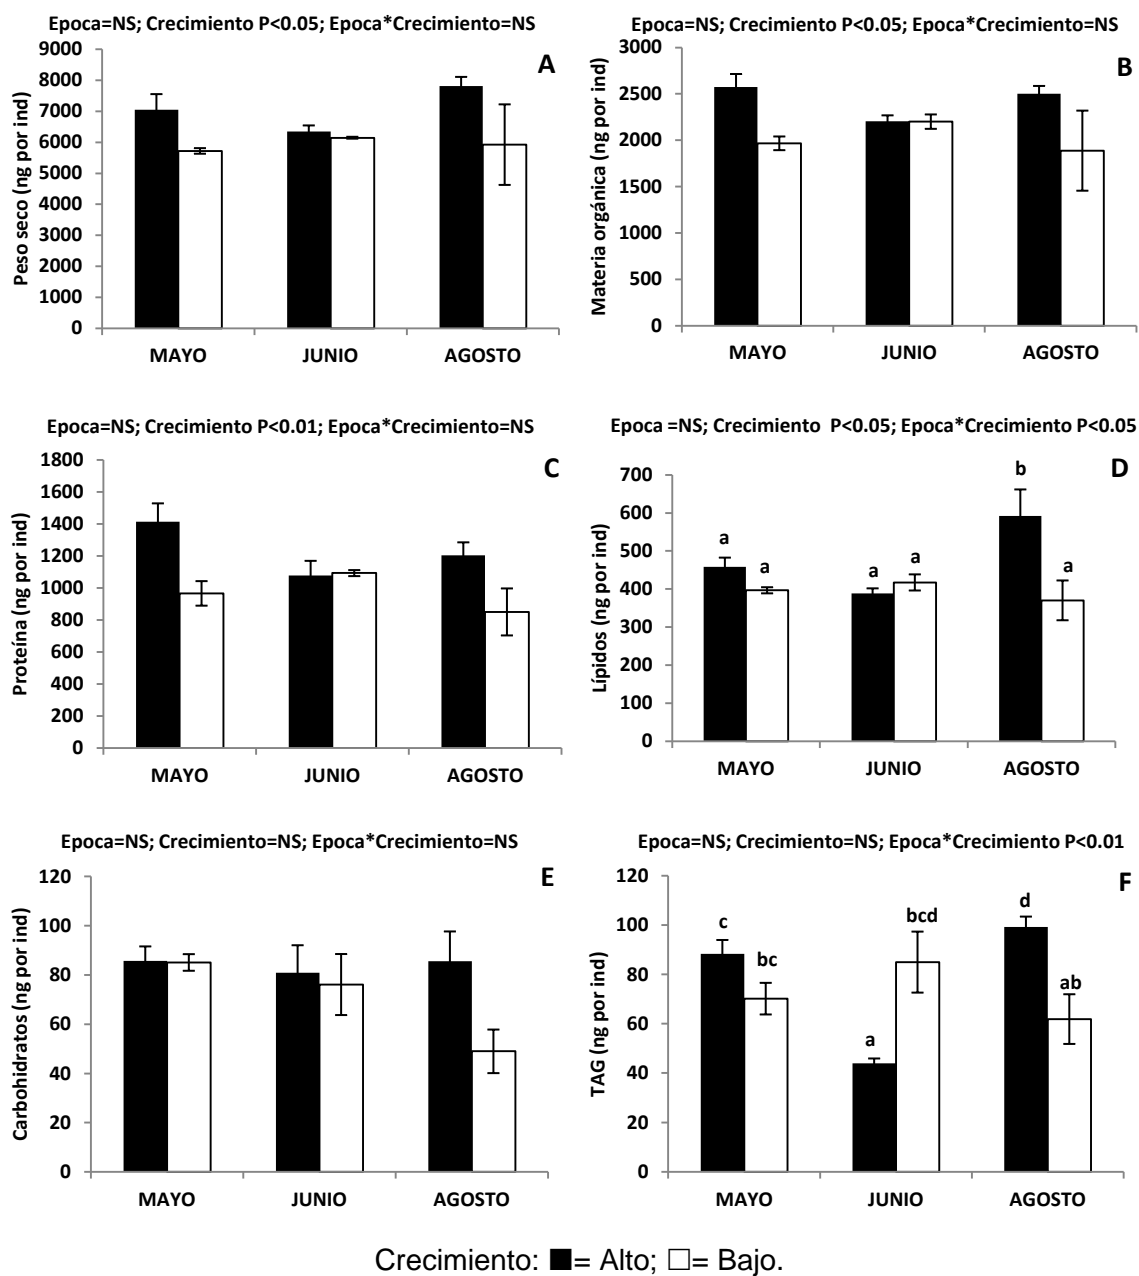 Epoca=NS; Crecimiento P<0.05; Epoca*Crecimiento=NS
A
Peso seco (ng por ind)
9000
8000
7000
6000
5000
4000
3000
2000
1000
0
MAYO JUNIO AGOSTO
Epoca=NS; Crecimiento P<0.05; Epoca*Crecimiento=NS
B
Materia orgánica (ng por ind)
3000
2500
2000
1500
1000
500
0
MAYO JUNIO AGOSTO
Epoca=NS; Crecimiento P<0.01; Epoca*Crecimiento=NS
C
Proteína (ng por ind)
1800
1600
1400
1200
1000
800
600
400
200
0
MAYO JUNIO AGOSTO
Epoca =NS; Crecimiento P<0.05; Epoca*Crecimiento P<0.05
D
Lípidos (ng por ind)
700
600
500
400
300
200
100
0
a a a a b a
MAYO JUNIO AGOSTO
Epoca=NS; Crecimiento=NS; Epoca*Crecimiento=NS
E
Carbohidratos (ng por ind)
120
100
80
60
40
20
0
MAYO JUNIO AGOSTO
Epoca=NS; Crecimiento=NS; Epoca*Crecimiento P<0.01
F
TAG (ng por ind)
120
100
80
60
40
20
0
c bc a bcd d ab
MAYO JUNIO AGOSTO
Crecimiento: ■= Alto; □= Bajo.